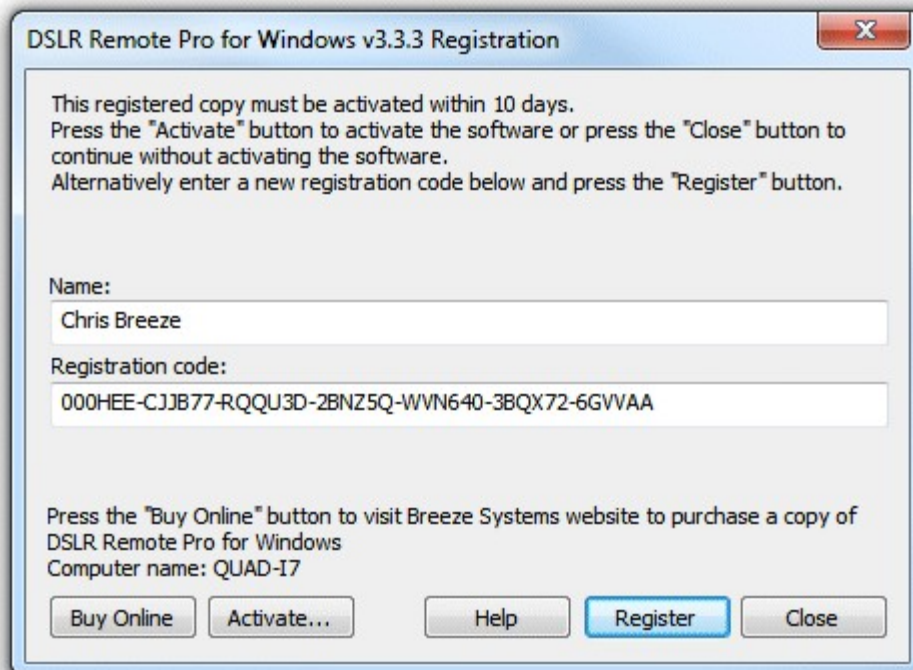 DSLR Remote Pro for Windows v3.3.3 Registration
This registered copy must be activated within 10 days.
Press the "Activate" button to activate the software or press the "Close" button to
continue without activating the software.
Alternatively enter a new registration code below and press the "Register" button.
Name:
Chris Breeze
Registration code:
000HEE-CJJB77-RQQU3D-2BNZ5Q-WVN640-3BQX72-6GVVAA
Press the "Buy Online" button to visit Breeze Systems website to purchase a copy of
DSLR Remote Pro for Windows
Computer name: QUAD-I7
Buy Online Activate... Help Register Close